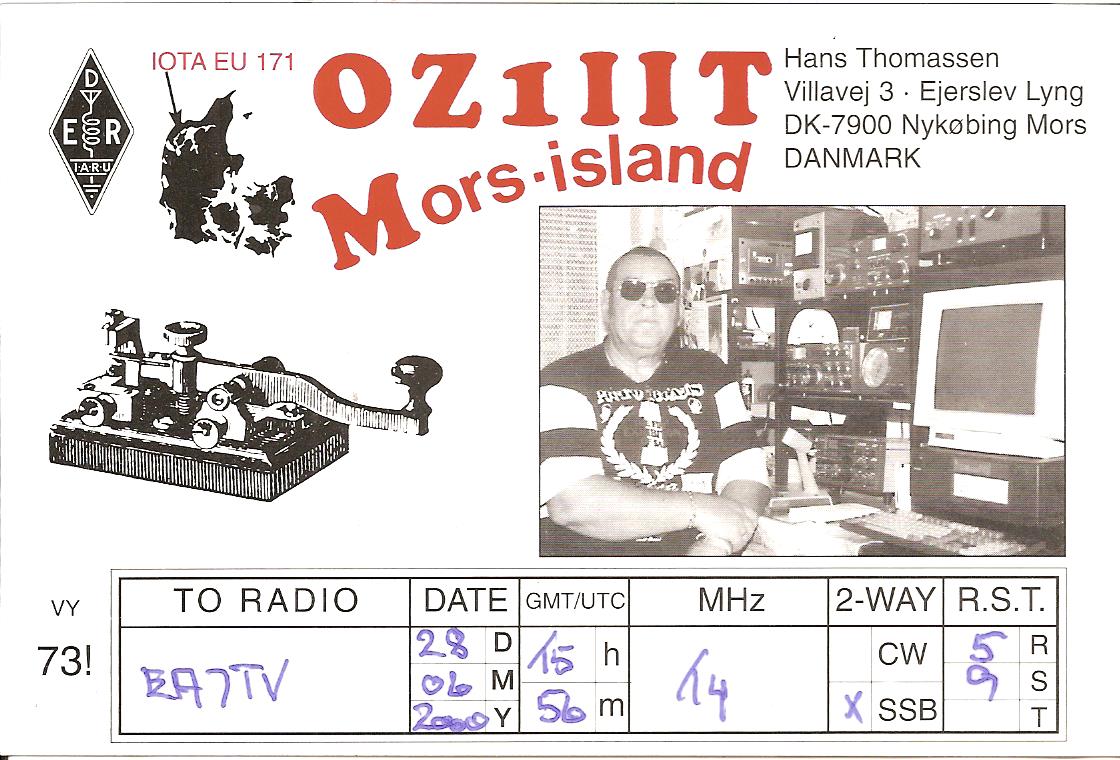 IOTA EU 171
OZ1IIT
Mors-island
Hans Thomassen
Villavej 3 · Ejerslev Lyng
DK-7900 Nykøbing Mors
DANMARK
D
E R
I.A.R.U
VY
73!
TO RADIO DATE GMT/UTC MHz 2-WAY R.S.T.
EA7TV
28 D
06 M
2000 Y
15 h
56 m
14
CW
X SSB
5 R
9 S
T